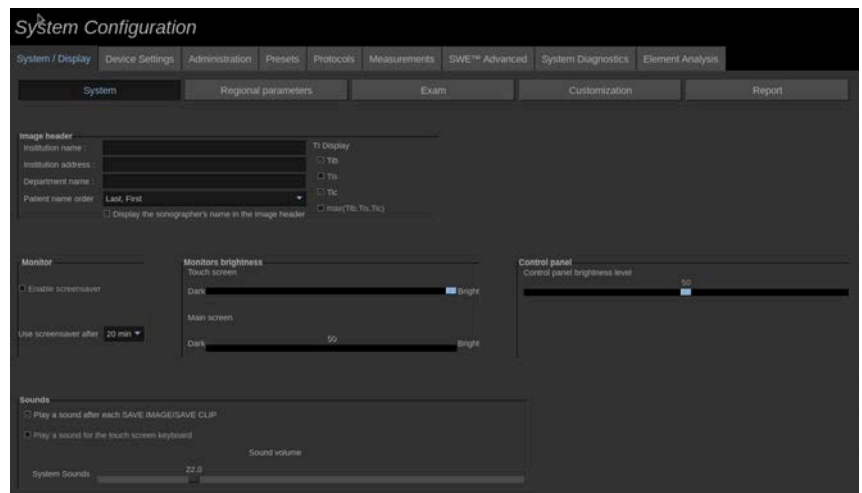 System Configuration
System / Display Device Settings Administration Presets Protocols Measurements SWE™ Advanced System Diagnostics Element Analysis
System Regional parameters Exam Customization Report
Image header
Institution name :
TI Display
Institution address :
Tib
Department name :
Tis
Patient name order Last, First
Tic
Display the sonographer's name in the image header
max(Tib,Tis,Tic)
Monitor
Enable screensaver
Use screensaver after 20 min
Monitors brightness
Touch screen
Dark Bright
Main screen
50
Dark Bright
Control panel
Control panel brightness level
50
Sounds
Play a sound after each SAVE IMAGE/SAVE CLIP
Play a sound for the touch screen keyboard
Sound volume
22.0
System Sounds